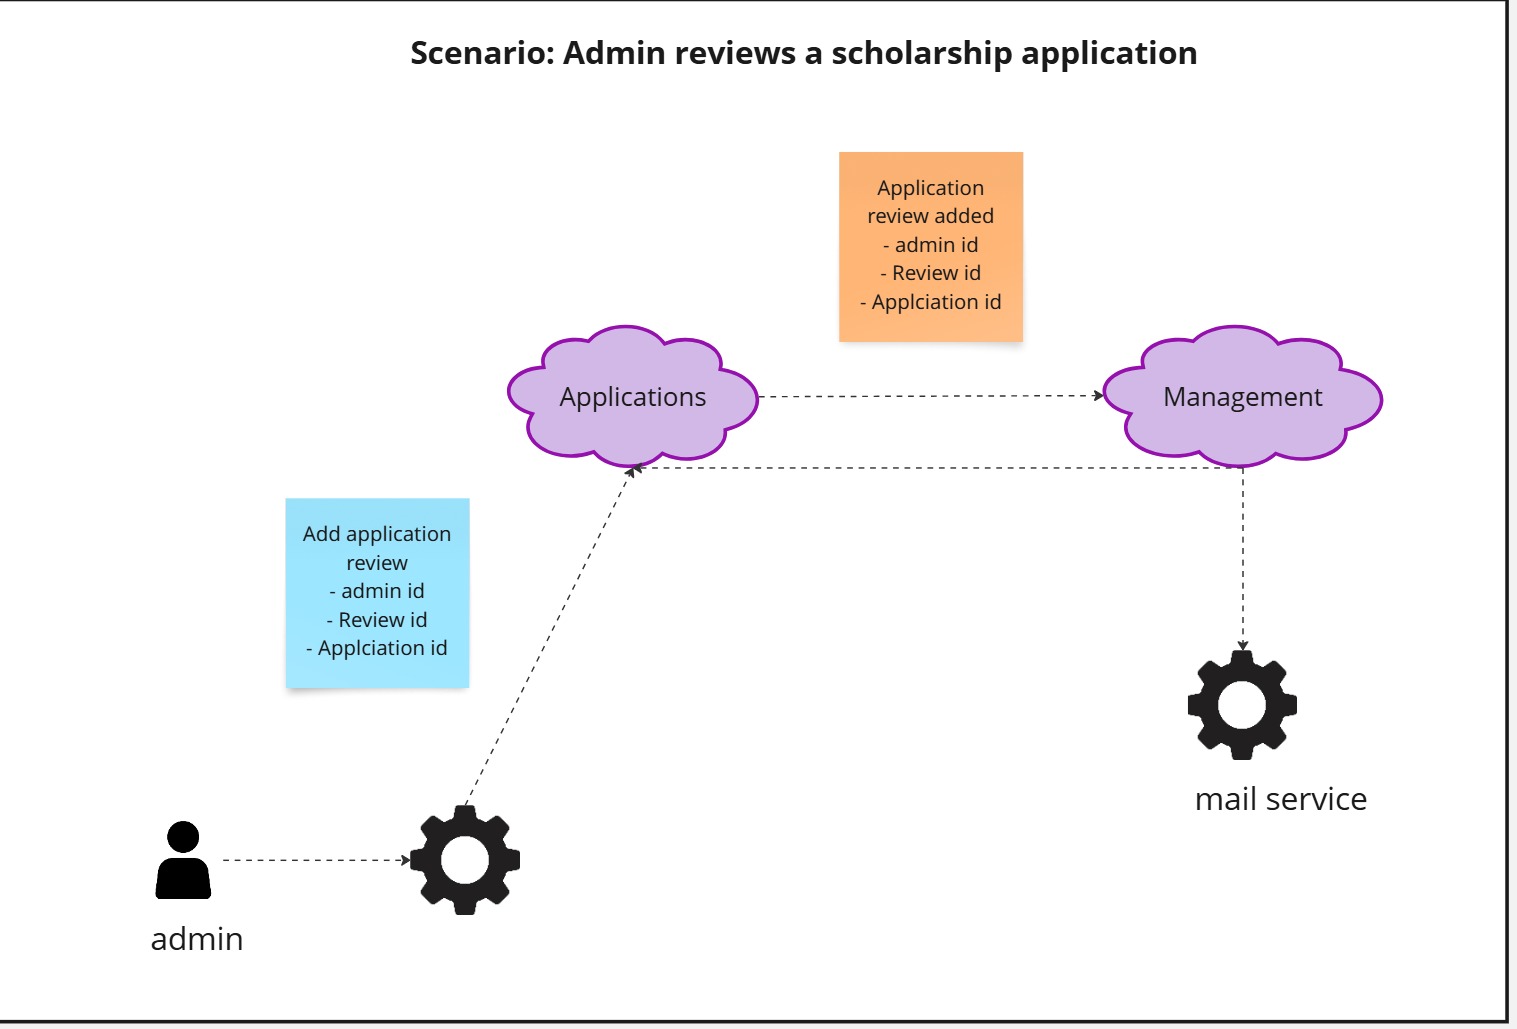 Scenario: Admin reviews a scholarship application
Application
review added
- admin id
- Review id
- Applciation id
Applications
Management
Add application
review
- admin id
- Review id
- Applciation id
mail service
admin